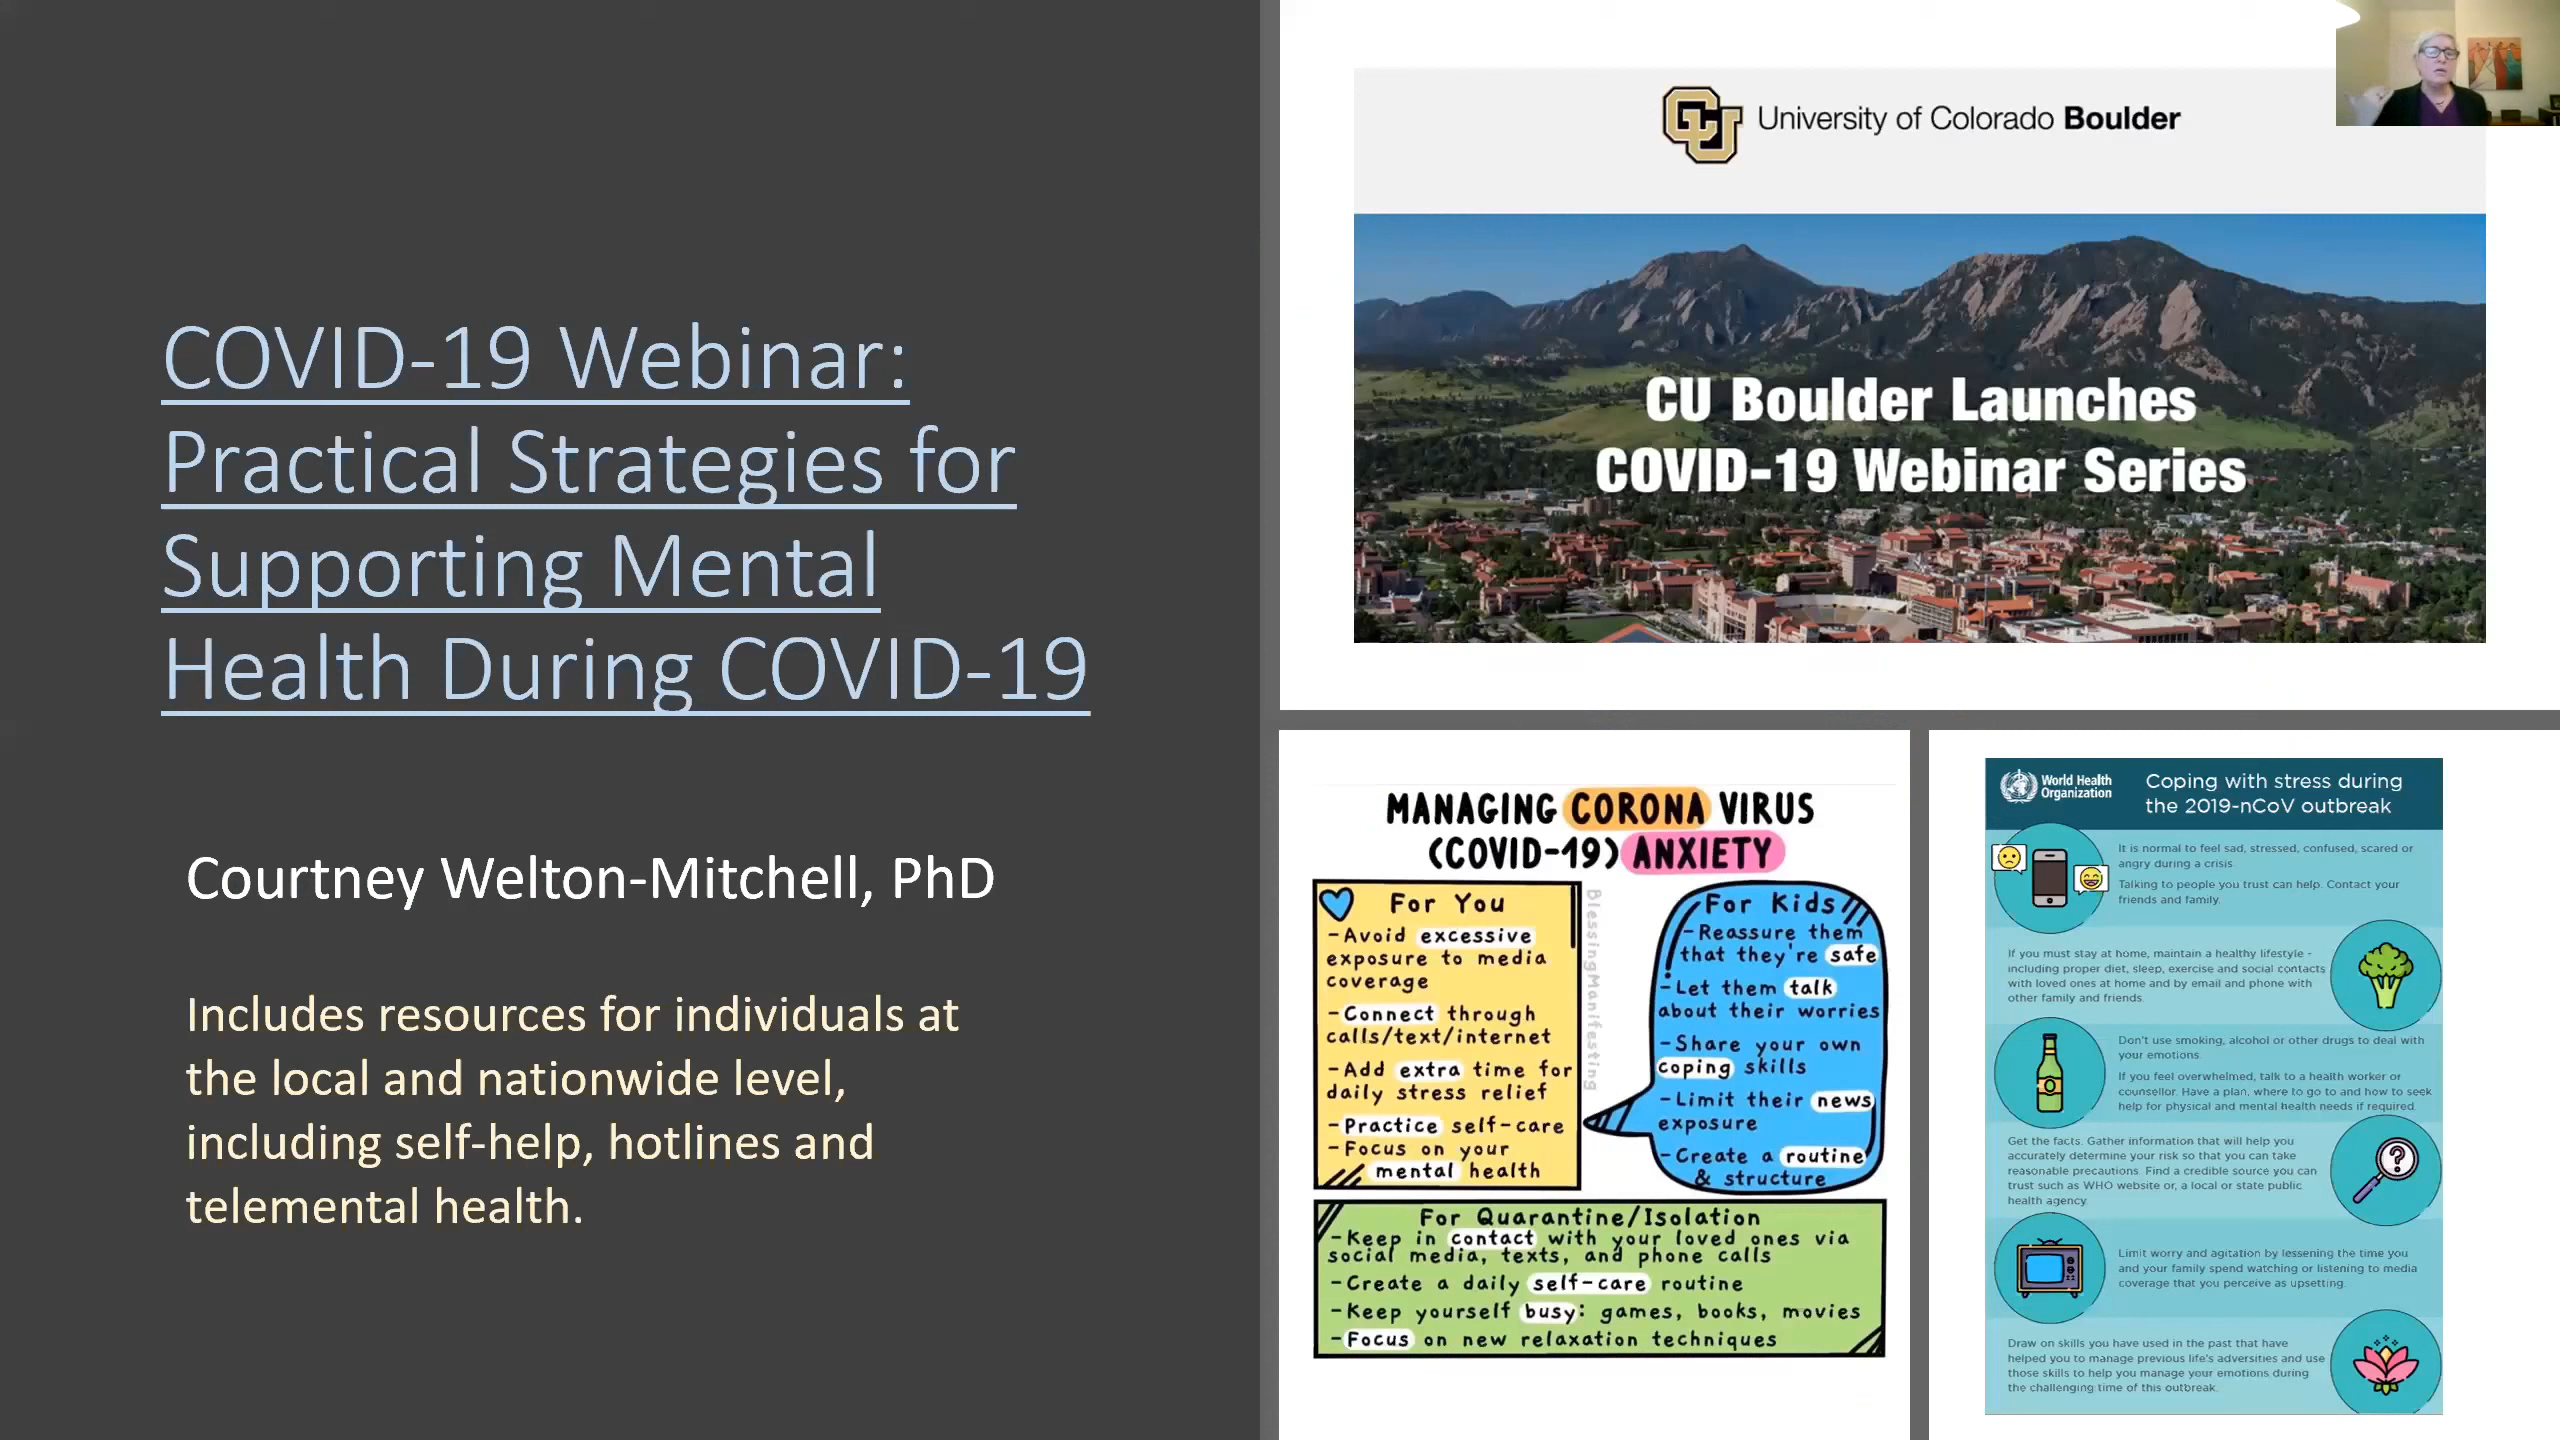 COVID-19 Webinar:
Practical Strategies for
Supporting Mental
Health During COVID-19
Courtney Welton-Mitchell, PhD
Includes resources for individuals at
the local and nationwide level,
including self-help, hotlines and
telemental health.
CU University of Colorado Boulder
CU Boulder Launches
COVID-19 Webinar Series
MANAGING CORONA VIRUS
(COVID-19) ANXIETY
For You
-Avoid excessive
exposure to media
coverage
-Connect through
calls/text/internet
-Add extra time for
daily stress relief
-Practice self-care
-Focus on your
mental health
BlessingManifesting
For Kids
-Reassure them
that they're safe
-Let them talk
about their worries
-Share your own
coping skills
-Limit their news
exposure
-Create a routine
& structure
For Quarantine/Isolation
-Keep in contact with your loved ones via
social media, texts, and phone calls
-Create a daily self-care routine
-Keep yourself busy: games, books, movies
-Focus on new relaxation techniques
World Health
Organization
Coping with stress during
the 2019-nCoV outbreak
It is normal to feel sad, stressed, confused, scared or
angry during a crisis.
Talking to people you trust can help. Contact your
friends and family.
If you must stay at home, maintain a healthy lifestyle -
including proper diet, sleep, exercise and social contacts
with loved ones at home and by email and phone with
other family and friends.
Don't use smoking, alcohol or other drugs to deal with
your emotions.
If you feel overwhelmed, talk to a health worker or
counsellor. Have a plan, where to go to and how to seek
help for physical and mental health needs if required.
Get the facts. Gather information that will help you
accurately determine your risk so that you can take
reasonable precautions. Find a credible source you can
trust such as WHO website or, a local or state public
health agency.
Limit worry and agitation by lessening the time you
and your family spend watching or listening to media
coverage that you perceive as upsetting.
Draw on skills you have used in the past that have
helped you to manage previous life's adversities and use
those skills to help you manage your emotions during
the challenging time of this outbreak.